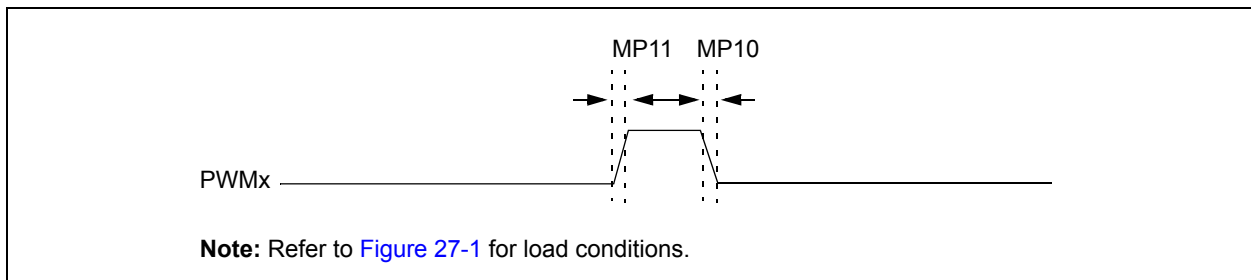 MP11 MP10
PWMx
Note: Refer to Figure 27-1 for load conditions.